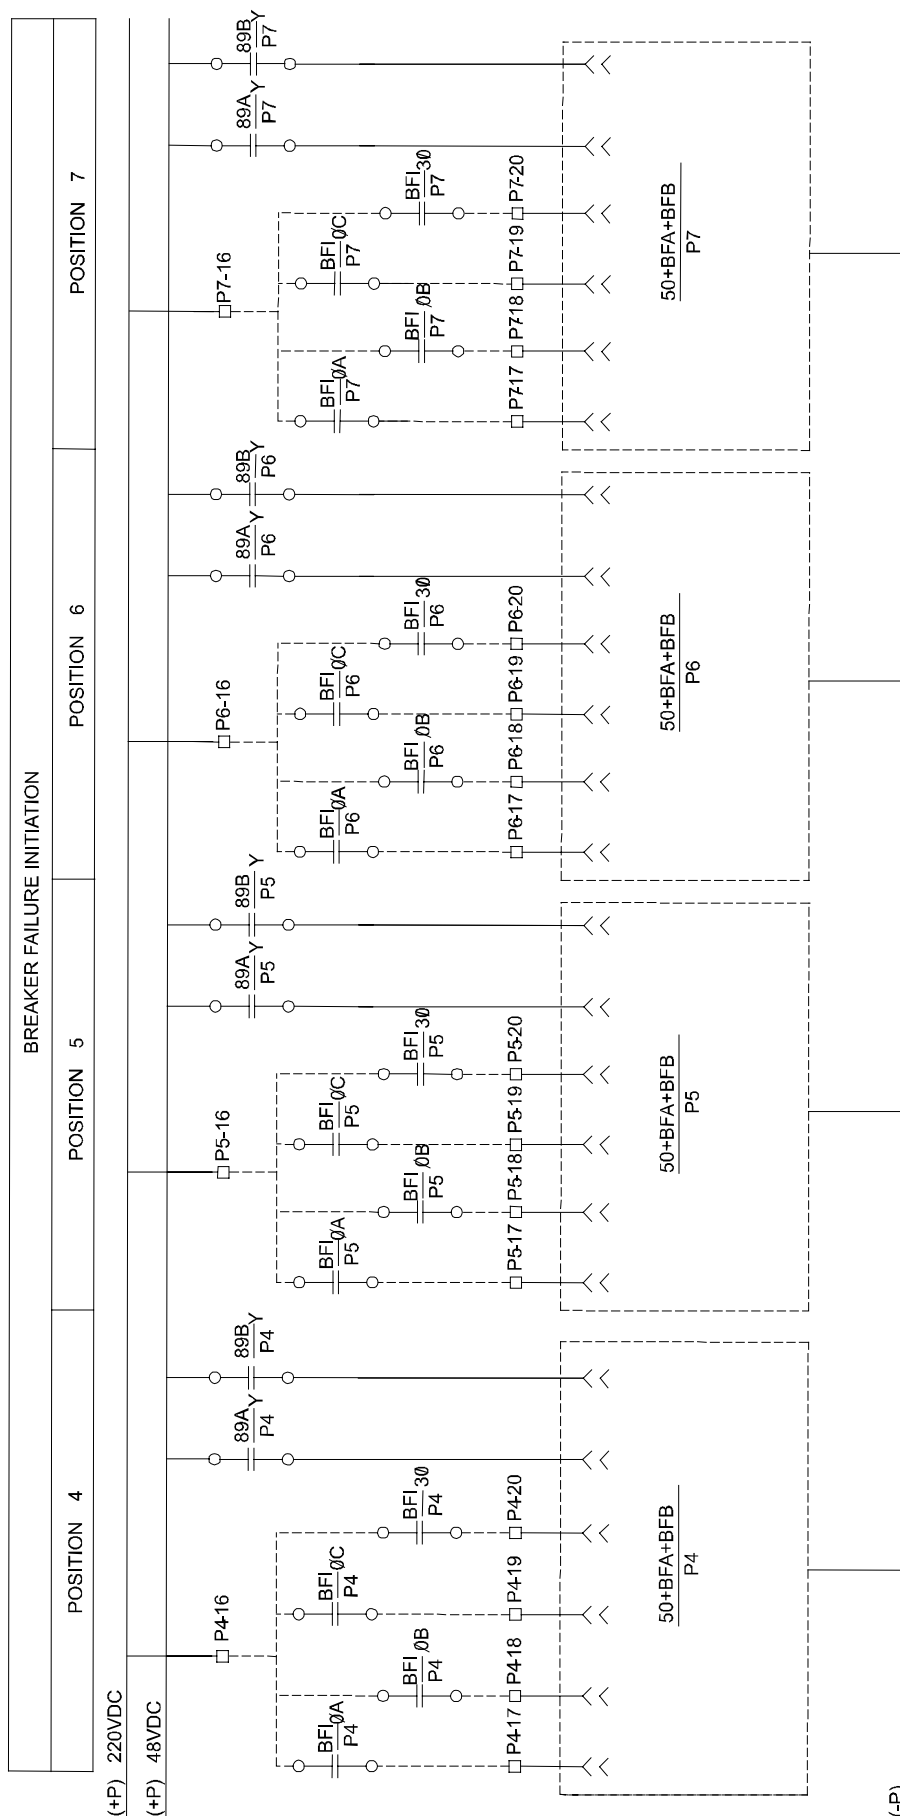 BREAKER FAILURE INITIATION
POSITION 4
POSITION 5
POSITION 6
POSITION 7
(+P) 220VDC
(+P) 48VDC
P4-16
BFI ØA
P4
BFI ØB
P4
BFI ØC
P4
BFI 3Ø
P4
89A Y
P4
89B Y
P4
P4-17
P4-18
P4-19
P4-20
50+BFA+BFB
P4
P5-16
BFI ØA
P5
BFI ØB
P5
BFI ØC
P5
BFI 3Ø
P5
89A Y
P5
89B Y
P5
P5-17
P5-18
P5-19
P5-20
50+BFA+BFB
P5
P6-16
BFI ØA
P6
BFI ØB
P6
BFI ØC
P6
BFI 3Ø
P6
89A Y
P6
89B Y
P6
P6-17
P6-18
P6-19
P6-20
50+BFA+BFB
P6
P7-16
BFI ØA
P7
BFI ØB
P7
BFI ØC
P7
BFI 3Ø
P7
89A Y
P7
89B Y
P7
P7-17
P7-18
P7-19
P7-20
50+BFA+BFB
P7
(-P)